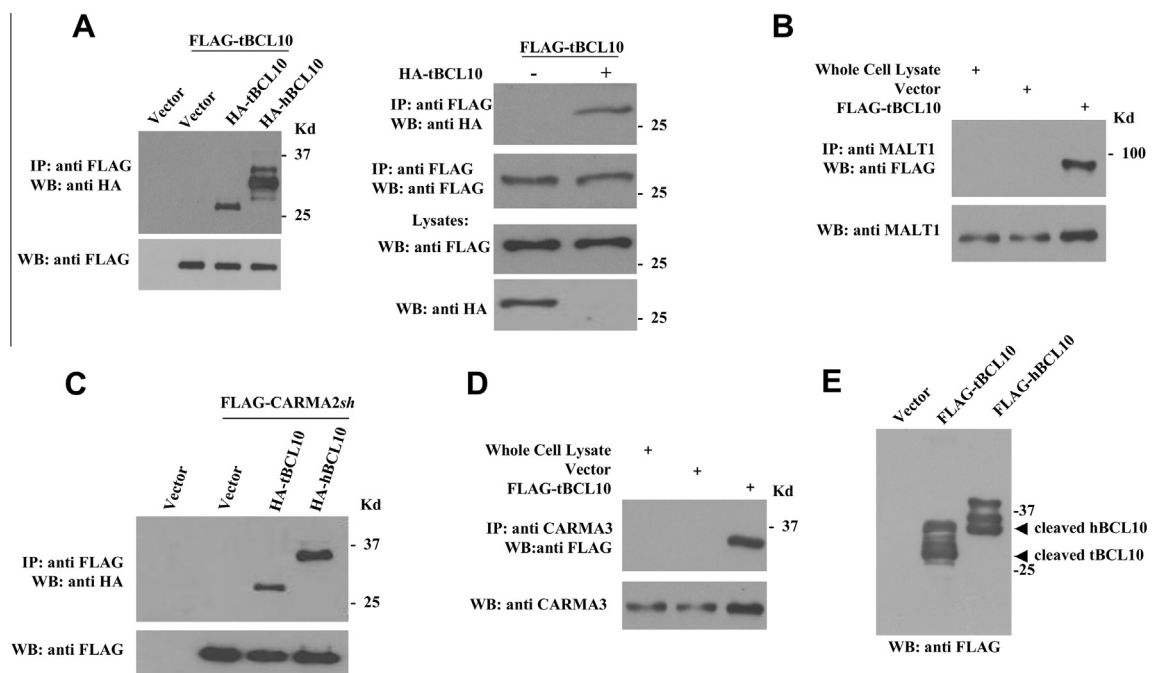 A
FLAG-tBCL10
Vector
Vector
HA-tBCL10
HA-hBCL10
Kd
IP: anti FLAG
WB: anti HA
- 37
- 25
WB: anti FLAG
FLAG-tBCL10
HA-tBCL10 - +
IP: anti FLAG
WB: anti HA
- 25
IP: anti FLAG
WB: anti FLAG
- 25
Lysates:
WB: anti FLAG
- 25
WB: anti HA
- 25
B
Whole Cell Lysate +
Vector +
FLAG-tBCL10 +
Kd
IP: anti MALT1
WB: anti FLAG
- 100
WB: anti MALT1
C
FLAG-CARMA2sh
Vector
Vector
HA-tBCL10
HA-hBCL10
Kd
IP: anti FLAG
WB: anti HA
- 37
- 25
WB: anti FLAG
D
Whole Cell Lysate +
Vector +
FLAG-tBCL10 +
Kd
IP: anti CARMA3
WB:anti FLAG
- 37
WB: anti CARMA3
E
Vector
FLAG-tBCL10
FLAG-hBCL10
-37
cleaved hBCL10
cleaved tBCL10
-25
WB: anti FLAG